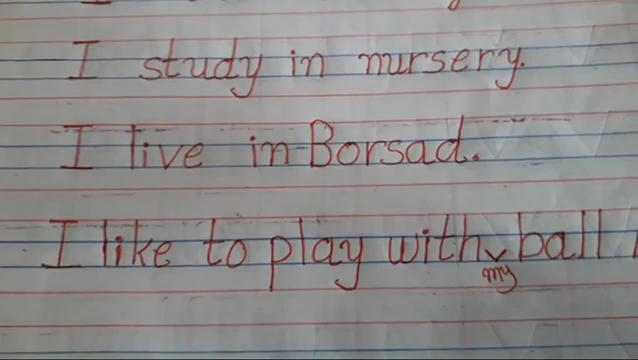 I study in nursery.
I live in Borsad.
I like to play with my ball